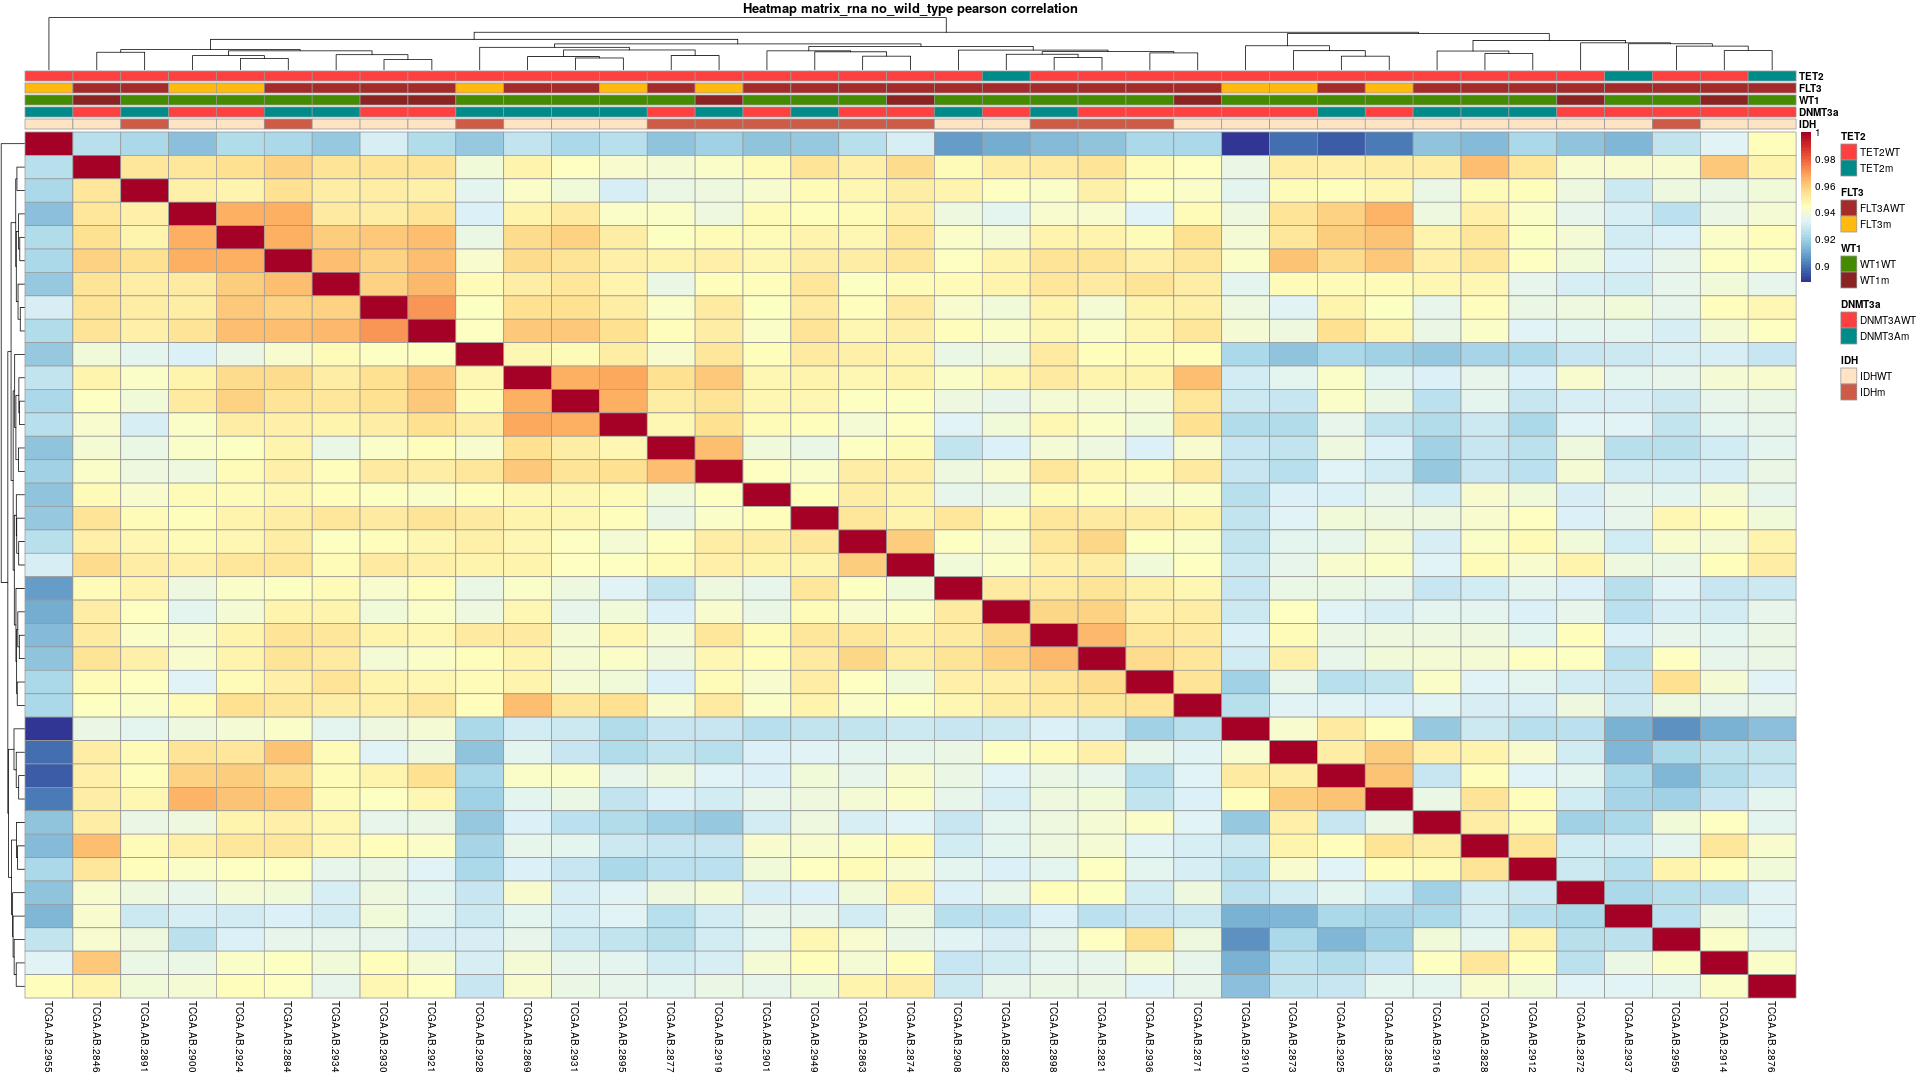 Heatmap matrix_rna no_wild_type pearson correlation
TET2
FLT3
WT1
DNMT3a
IDH
1
0.98
0.96
0.94
0.92
0.9
TET2
TET2WT
TET2m
FLT3
FLT3AWT
FLT3m
WT1
WT1WT
WT1m
DNMT3a
DNMT3AWT
DNMT3Am
IDH
IDHWT
IDHm
TCGA.AB.2955
TCGA.AB.2846
TCGA.AB.2891
TCGA.AB.2900
TCGA.AB.2924
TCGA.AB.2884
TCGA.AB.2934
TCGA.AB.2930
TCGA.AB.2921
TCGA.AB.2928
TCGA.AB.2869
TCGA.AB.2931
TCGA.AB.2895
TCGA.AB.2877
TCGA.AB.2919
TCGA.AB.2901
TCGA.AB.2949
TCGA.AB.2863
TCGA.AB.2874
TCGA.AB.2908
TCGA.AB.2882
TCGA.AB.2898
TCGA.AB.2821
TCGA.AB.2936
TCGA.AB.2871
TCGA.AB.2910
TCGA.AB.2873
TCGA.AB.2925
TCGA.AB.2835
TCGA.AB.2916
TCGA.AB.2828
TCGA.AB.2912
TCGA.AB.2872
TCGA.AB.2937
TCGA.AB.2959
TCGA.AB.2914
TCGA.AB.2876